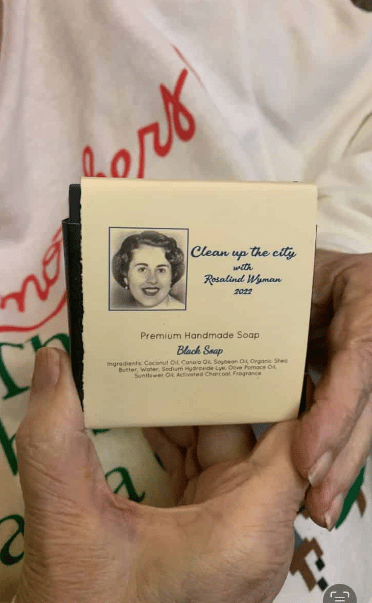 Clean up the city
with
Rosalind Wyman
2022
Premium Handmade Soap
Black Soap
Ingredients: Coconut Oil, Canola Oil, Soybean Oil, Organic Shea
Butter, Water, Sodium Hydroxide Lye, Olive Pomace Oil,
Sunflower Oil, Activated Charcoal, Fragrance